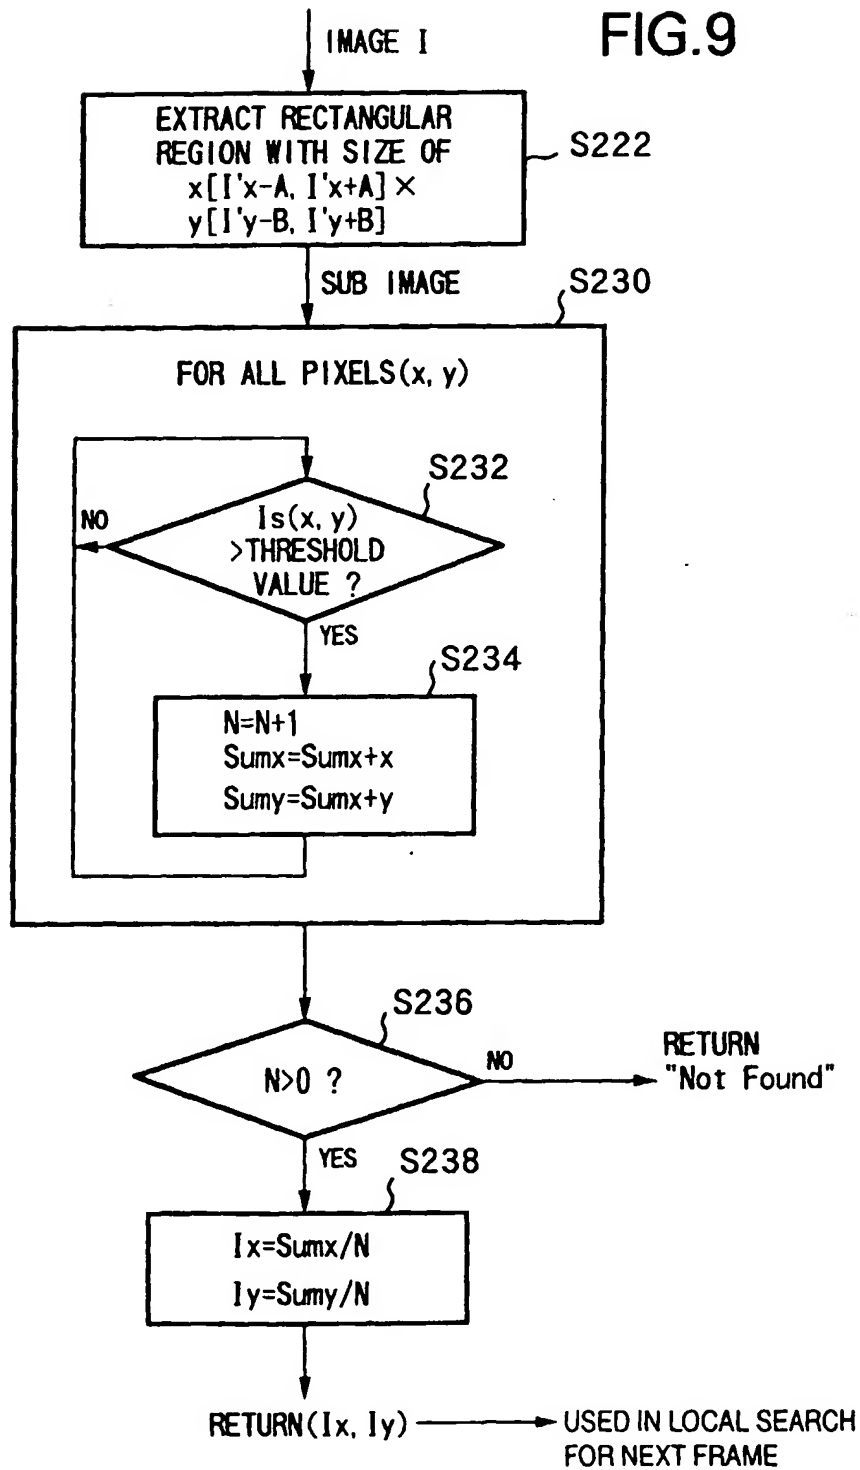 FIG.9
IMAGE I
EXTRACT RECTANGULAR
REGION WITH SIZE OF
x[I'x-A, I'x+A]×
y[I'y-B, I'y+B]
S222
SUB IMAGE
S230
FOR ALL PIXELS(x, y)
S232
NO
Is(x, y)
>THRESHOLD
VALUE ?
YES
S234
N=N+1
Sumx=Sumx+x
Sumy=Sumx+y
S236
N>0 ?
NO
RETURN
"Not Found"
YES
S238
Ix=Sumx/N
Iy=Sumy/N
RETURN(Ix, Iy)
USED IN LOCAL SEARCH
FOR NEXT FRAME